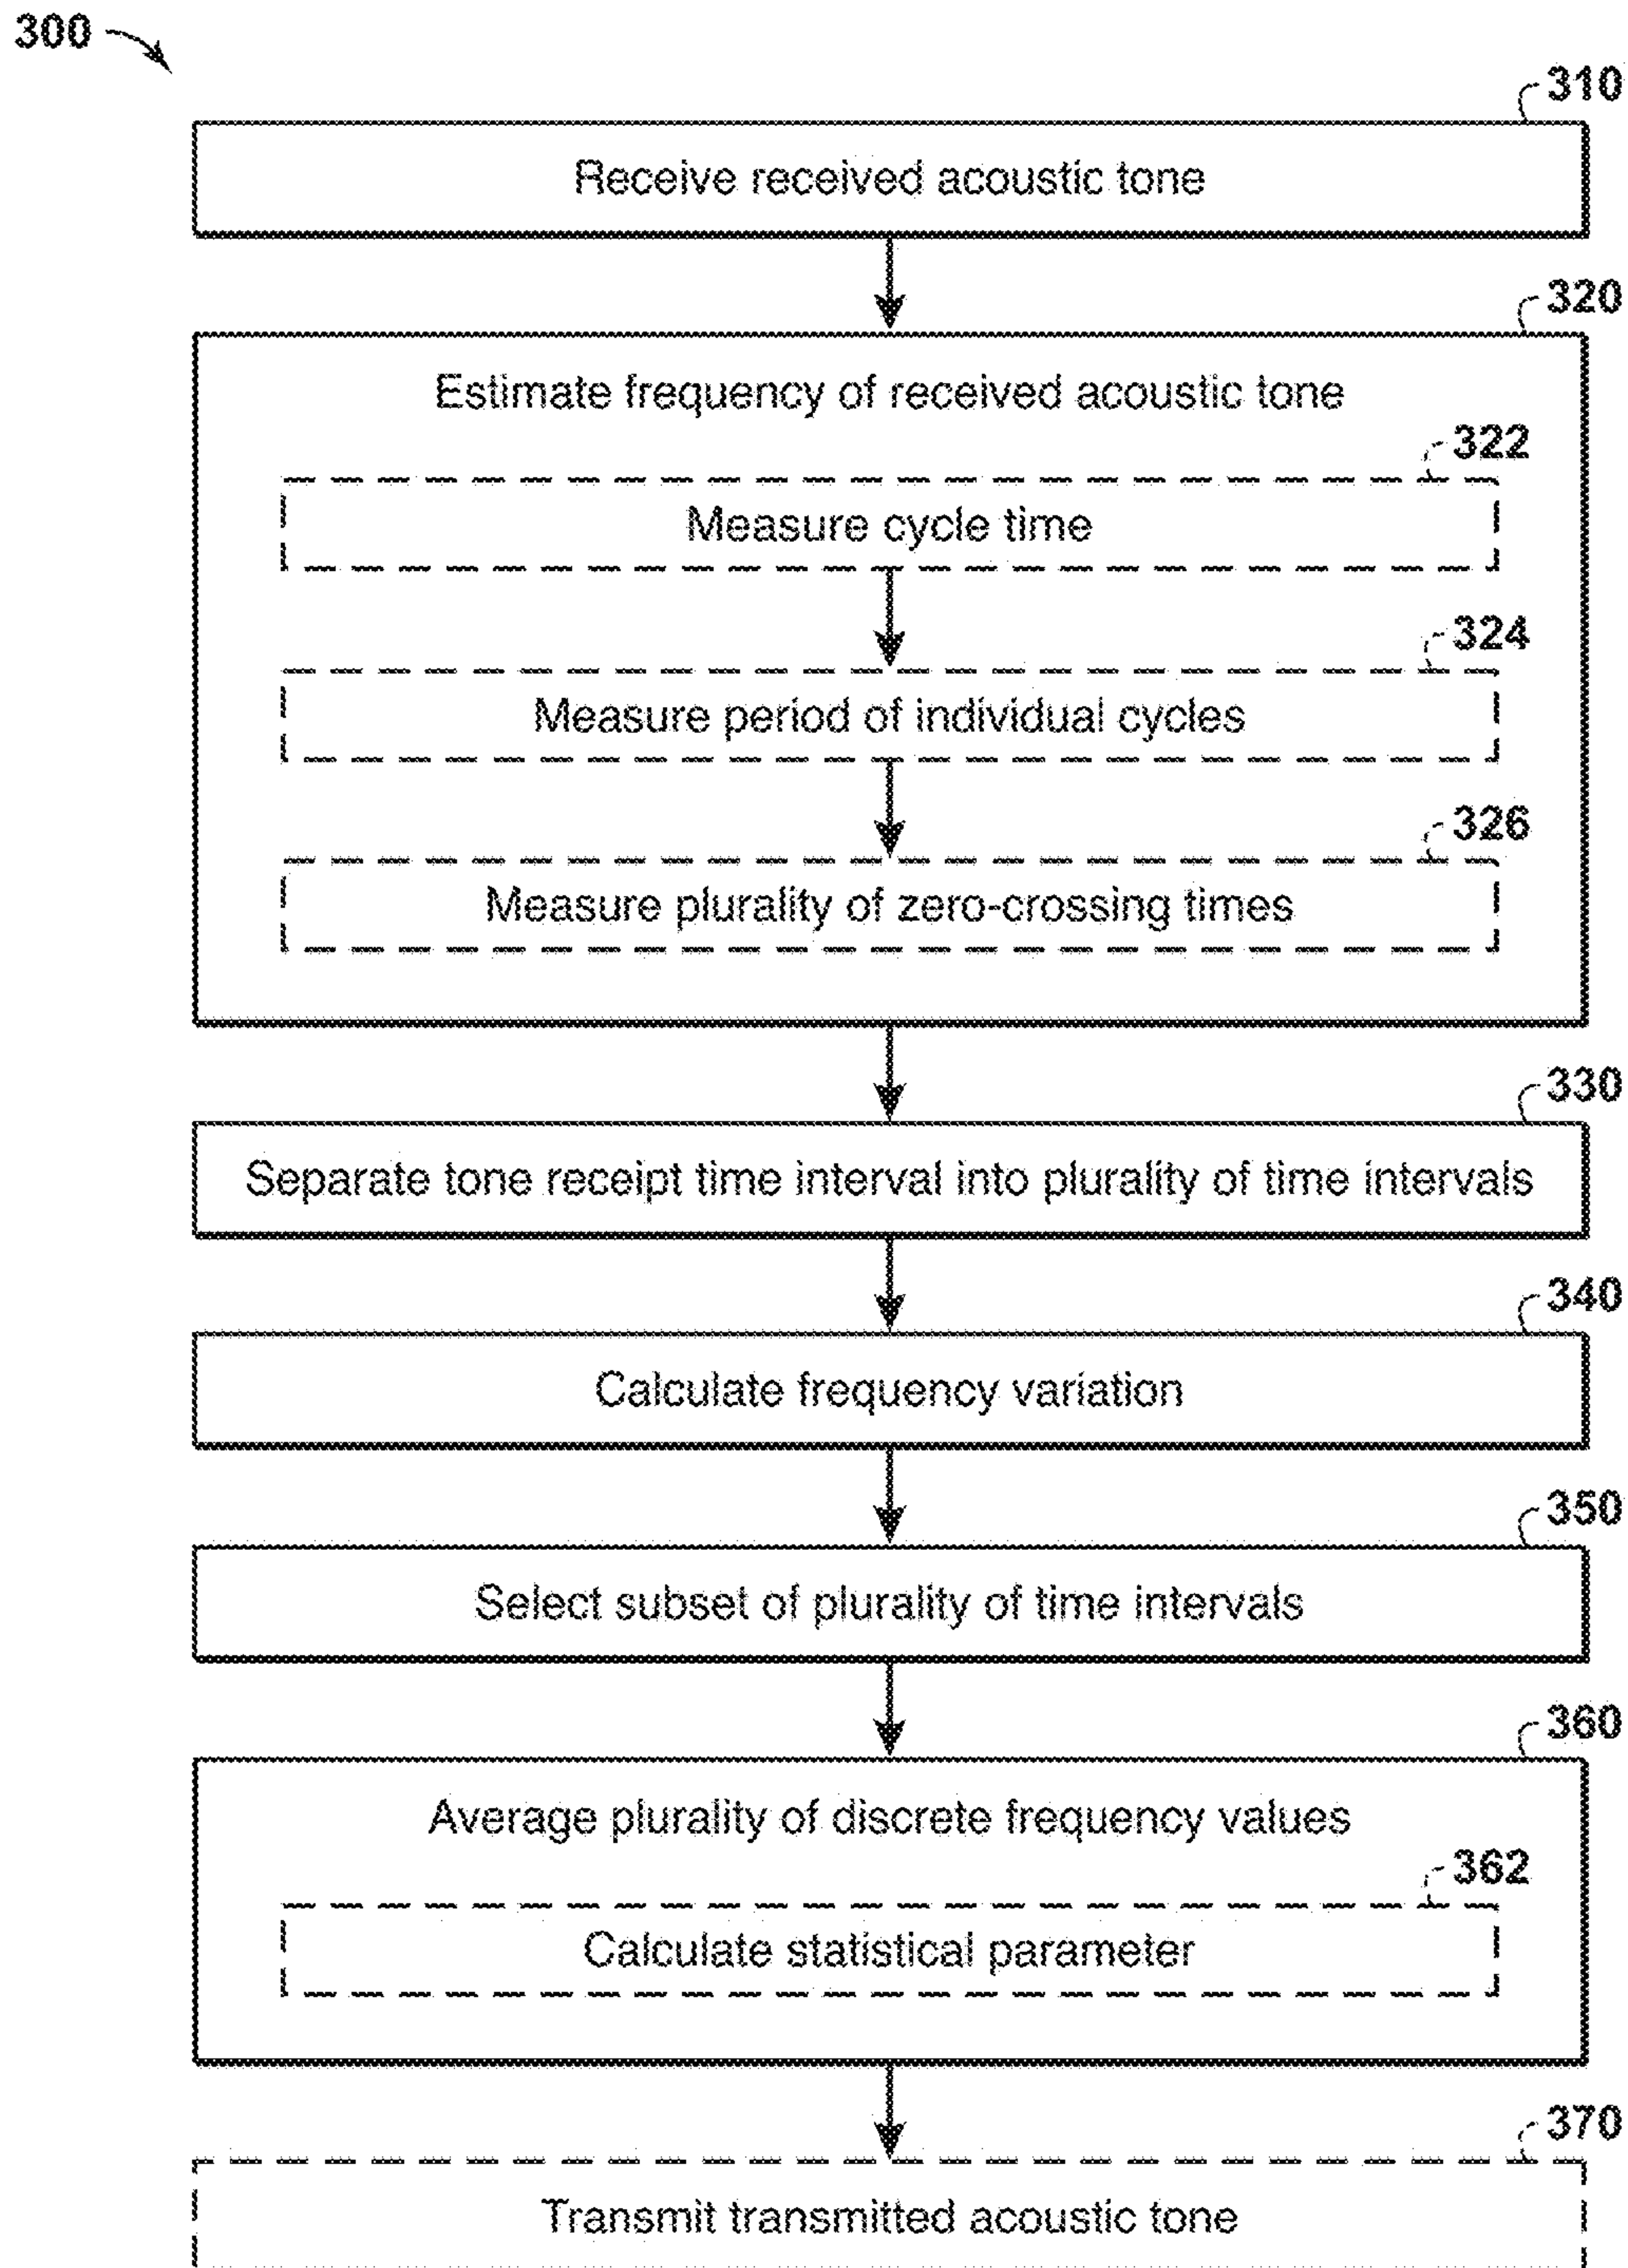 300
310
Receive received acoustic tone
320
Estimate frequency of received acoustic tone
322
Measure cycle time
324
Measure period of individual cycles
326
Measure plurality of zero-crossing times
330
Separate tone receipt time interval into plurality of time intervals
340
Calculate frequency variation
350
Select subset of plurality of time intervals
360
Average plurality of discrete frequency values
362
Calculate statistical parameter
370
Transmit transmitted acoustic tone